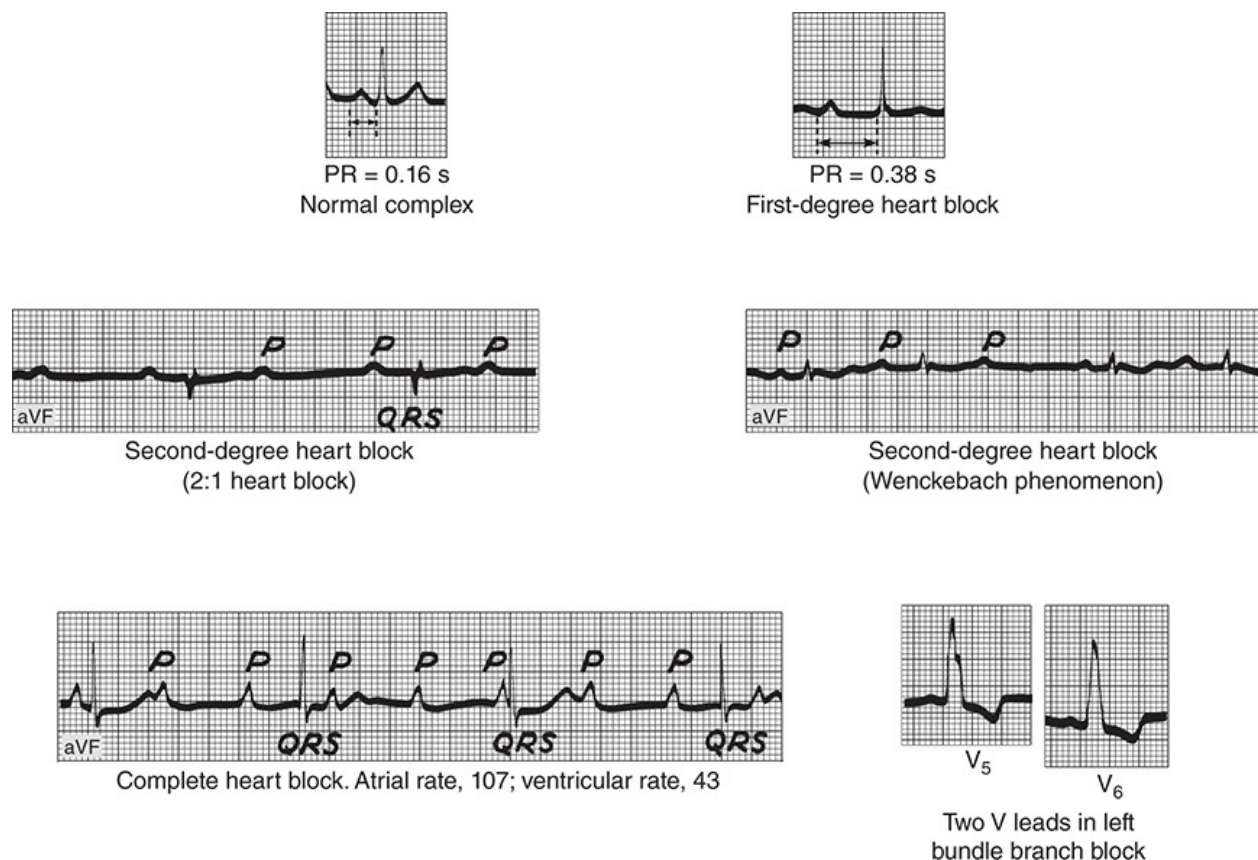 PR = 0.16 s
Normal complex
PR = 0.38 s
First-degree heart block
P P P
aVF
QRS
Second-degree heart block
(2:1 heart block)
P P P
aVF
Second-degree heart block
(Wenckebach phenomenon)
P P P P P P P
aVF
QRS QRS QRS
Complete heart block. Atrial rate, 107; ventricular rate, 43
V5
V6
Two V leads in left
bundle branch block